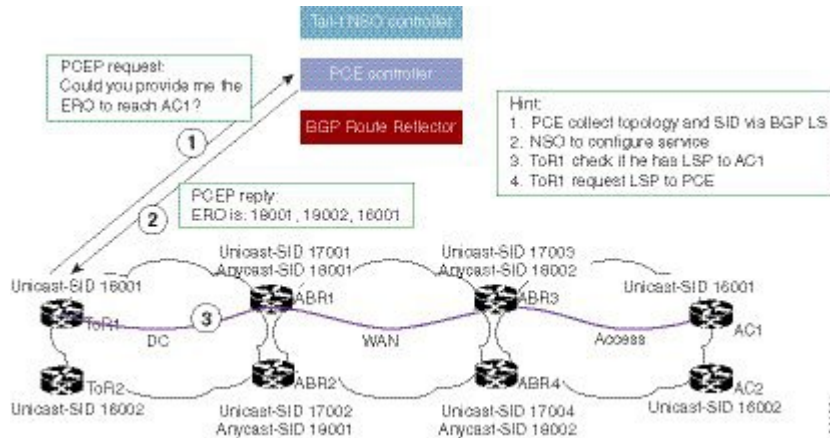 Tail-f NSO controller
PCEP request:
Could you provide me the
ERO to reach AC1?
PCE controller
BGP Route Reflector
Hint:
1. PCE collect topology and SID via BGP LS
2. NSO to configure service
3. ToR1 check if he has LSP to AC1
4. ToR1 request LSP to PCE
1
2
PCEP reply:
ERO is: 18001, 18002, 16001
Unicast-SID 17001
Anycast-SID 18001
Unicast-SID 17003
Anycast-SID 18002
Unicast-SID 16001
Unicast-SID 16001
ABR1
ABR3
ToR1
3
AC1
DC
WAN
Access
ToR2
ABR2
ABR4
AC2
Unicast-SID 16002
Unicast-SID 17002
Anycast-SID 19001
Unicast-SID 17004
Anycast-SID 19002
Unicast-SID 16002